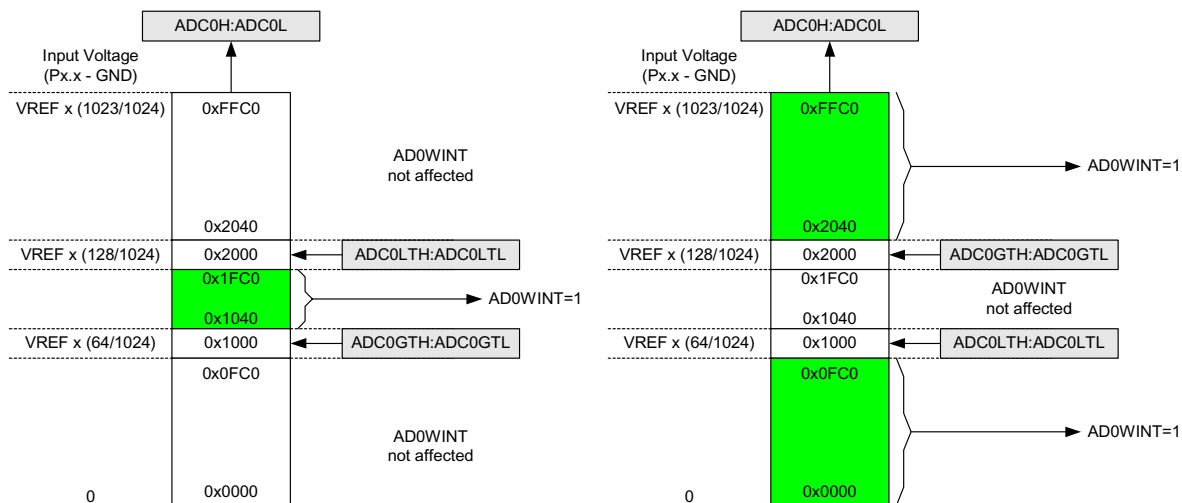 ADC0H:ADC0L
Input Voltage
(Px.x - GND)
VREF x (1023/1024)
0xFFC0
AD0WINT
not affected
0x2040
VREF x (128/1024)
0x2000
ADC0LTH:ADC0LTL
0x1FC0
AD0WINT=1
0x1040
VREF x (64/1024)
0x1000
ADC0GTH:ADC0GTL
0x0FC0
AD0WINT
not affected
0
0x0000
ADC0H:ADC0L
Input Voltage
(Px.x - GND)
VREF x (1023/1024)
0xFFC0
AD0WINT=1
0x2040
VREF x (128/1024)
0x2000
ADC0GTH:ADC0GTL
0x1FC0
AD0WINT
not affected
0x1040
VREF x (64/1024)
0x1000
ADC0LTH:ADC0LTL
0x0FC0
AD0WINT=1
0
0x0000